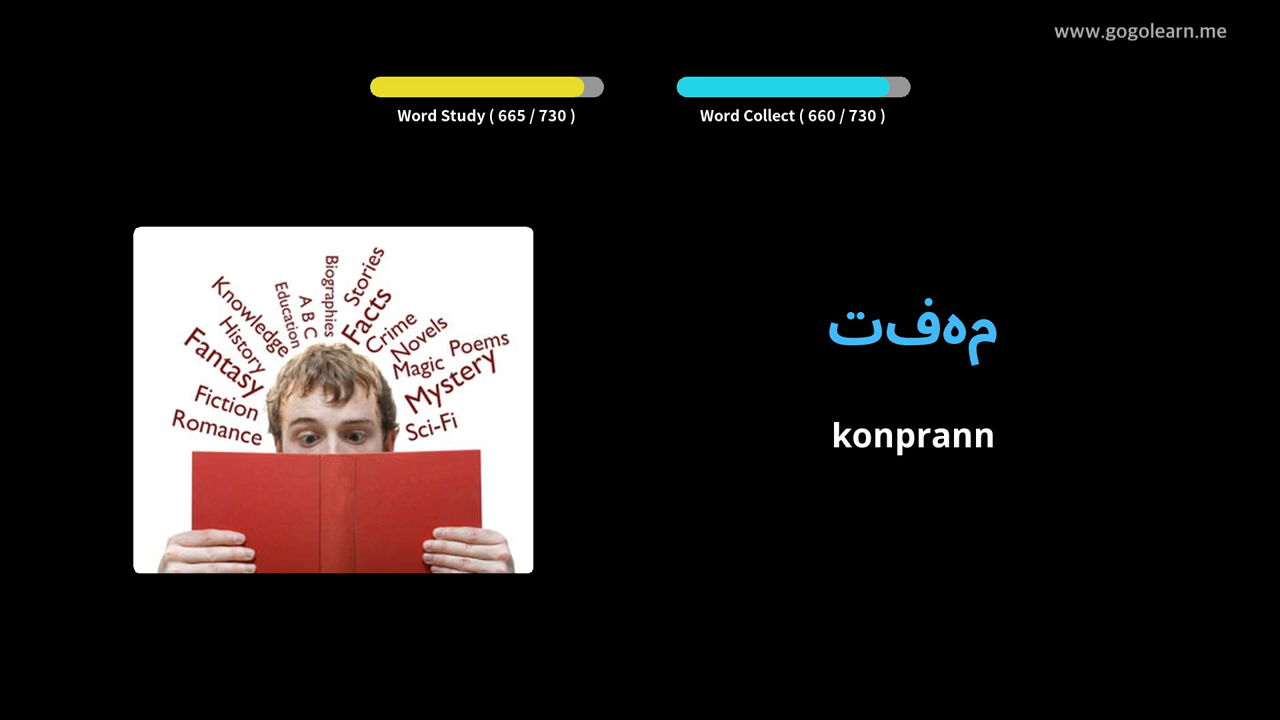 www.gogolearn.me
Word Study ( 665 / 730 )
Word Collect ( 660 / 730 )
Knowledge
Education
A B C
Biographies
Stories
Facts
Crime
Novels
Poems
Magic
Mystery
Sci-Fi
History
Fantasy
Fiction
Romance
مهفت
konprann